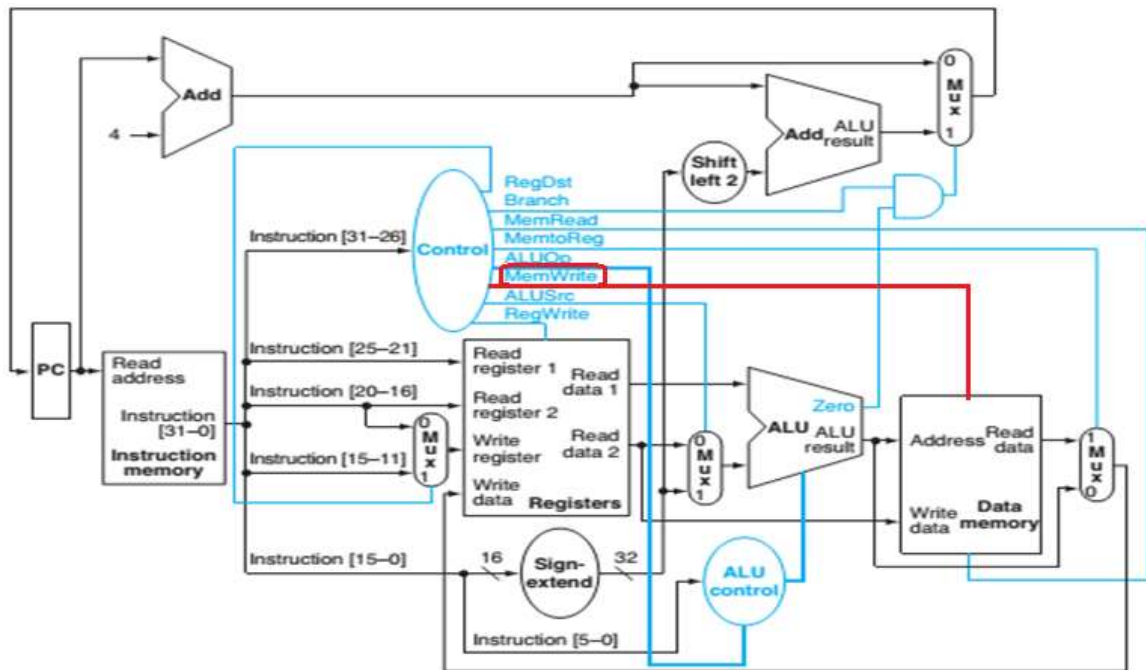 0
M
u
x
1
Add
4
Add ALU
result
Shift
left 2
RegDst
Branch
MemRead
MemtoReg
ALUOp
MemWrite
ALUSrc
RegWrite
Control
Instruction [31–26]
PC
Read
address
Instruction
[31–0]
Instruction
memory
Instruction [25–21]
Instruction [20–16]
Instruction [15–11]
Instruction [15–0]
0
M
u
x
1
Read
register 1
Read
register 2
Write
register
Write
data
Read
data 1
Read
data 2
Registers
0
M
u
x
1
Zero
ALU ALU
result
Address
Read
data
Write
data
Data
memory
1
M
u
x
0
16
Sign-
extend
32
ALU
control
Instruction [5–0]